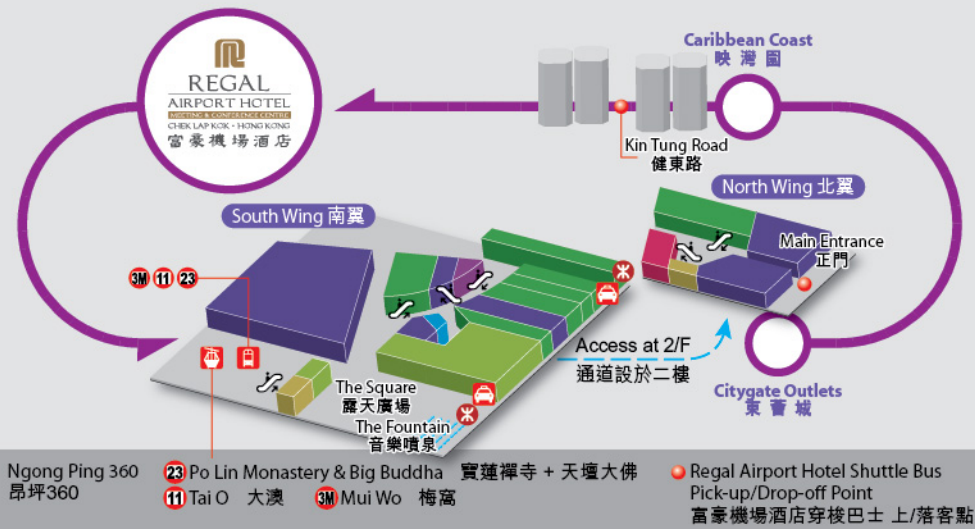 REGAL
AIRPORT HOTEL
MEETING & CONFERENCE CENTRE
CHEK LAP KOK · HONG KONG
富豪機場酒店
Caribbean Coast
映灣園
Kin Tung Road
健東路
South Wing 南翼
North Wing 北翼
Main Entrance
正門
3M 11 23
Access at 2/F
通道設於二樓
The Square
露天廣場
The Fountain
音樂噴泉
Citygate Outlets
東薈城
Ngong Ping 360
昂坪360
23 Po Lin Monastery & Big Buddha 寶蓮禪寺 + 天壇大佛
11 Tai O 大澳 3M Mui Wo 梅窩
Regal Airport Hotel Shuttle Bus
Pick-up/Drop-off Point
富豪機場酒店穿梭巴士 上/落客點